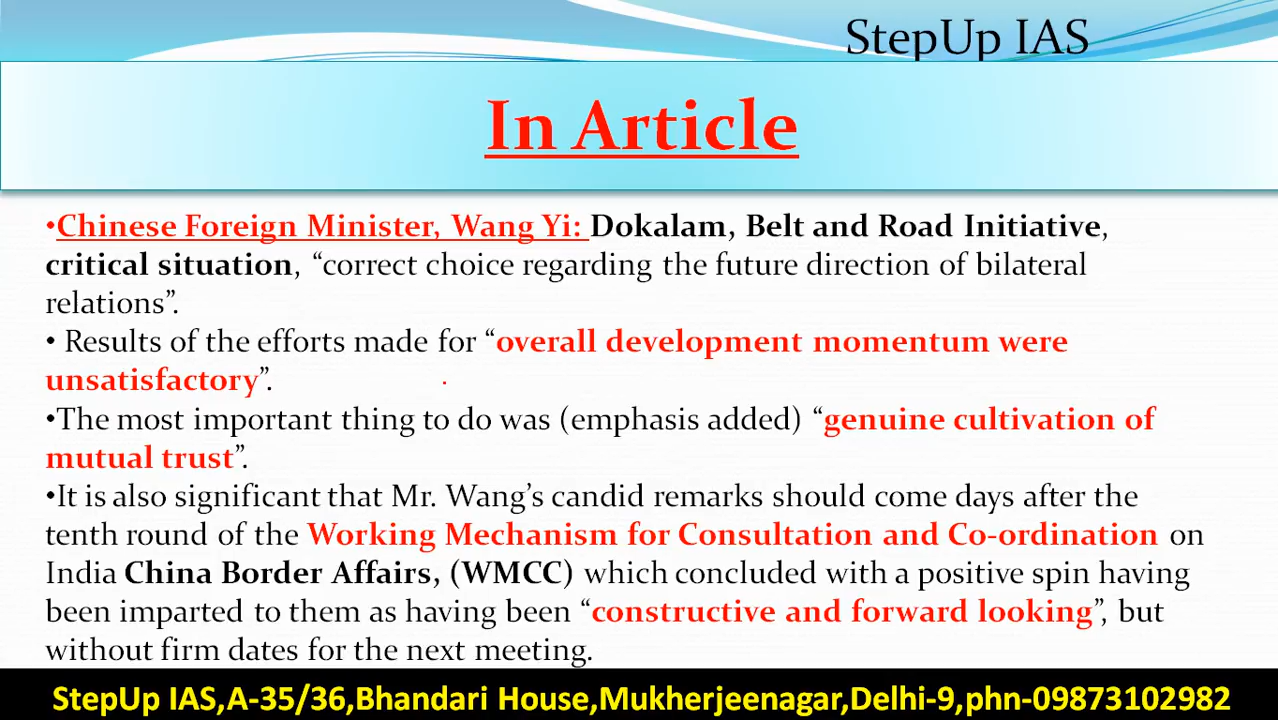 StepUp IAS
In Article
•Chinese Foreign Minister, Wang Yi: Dokalam, Belt and Road Initiative,
critical situation, “correct choice regarding the future direction of bilateral
relations”.
• Results of the efforts made for “overall development momentum were
unsatisfactory”.
•The most important thing to do was (emphasis added) “genuine cultivation of
mutual trust”.
•It is also significant that Mr. Wang’s candid remarks should come days after the
tenth round of the Working Mechanism for Consultation and Co-ordination on
India China Border Affairs, (WMCC) which concluded with a positive spin having
been imparted to them as having been “constructive and forward looking”, but
without firm dates for the next meeting.
StepUp IAS,A-35/36,Bhandari House,Mukherjeenagar,Delhi-9,phn-09873102982